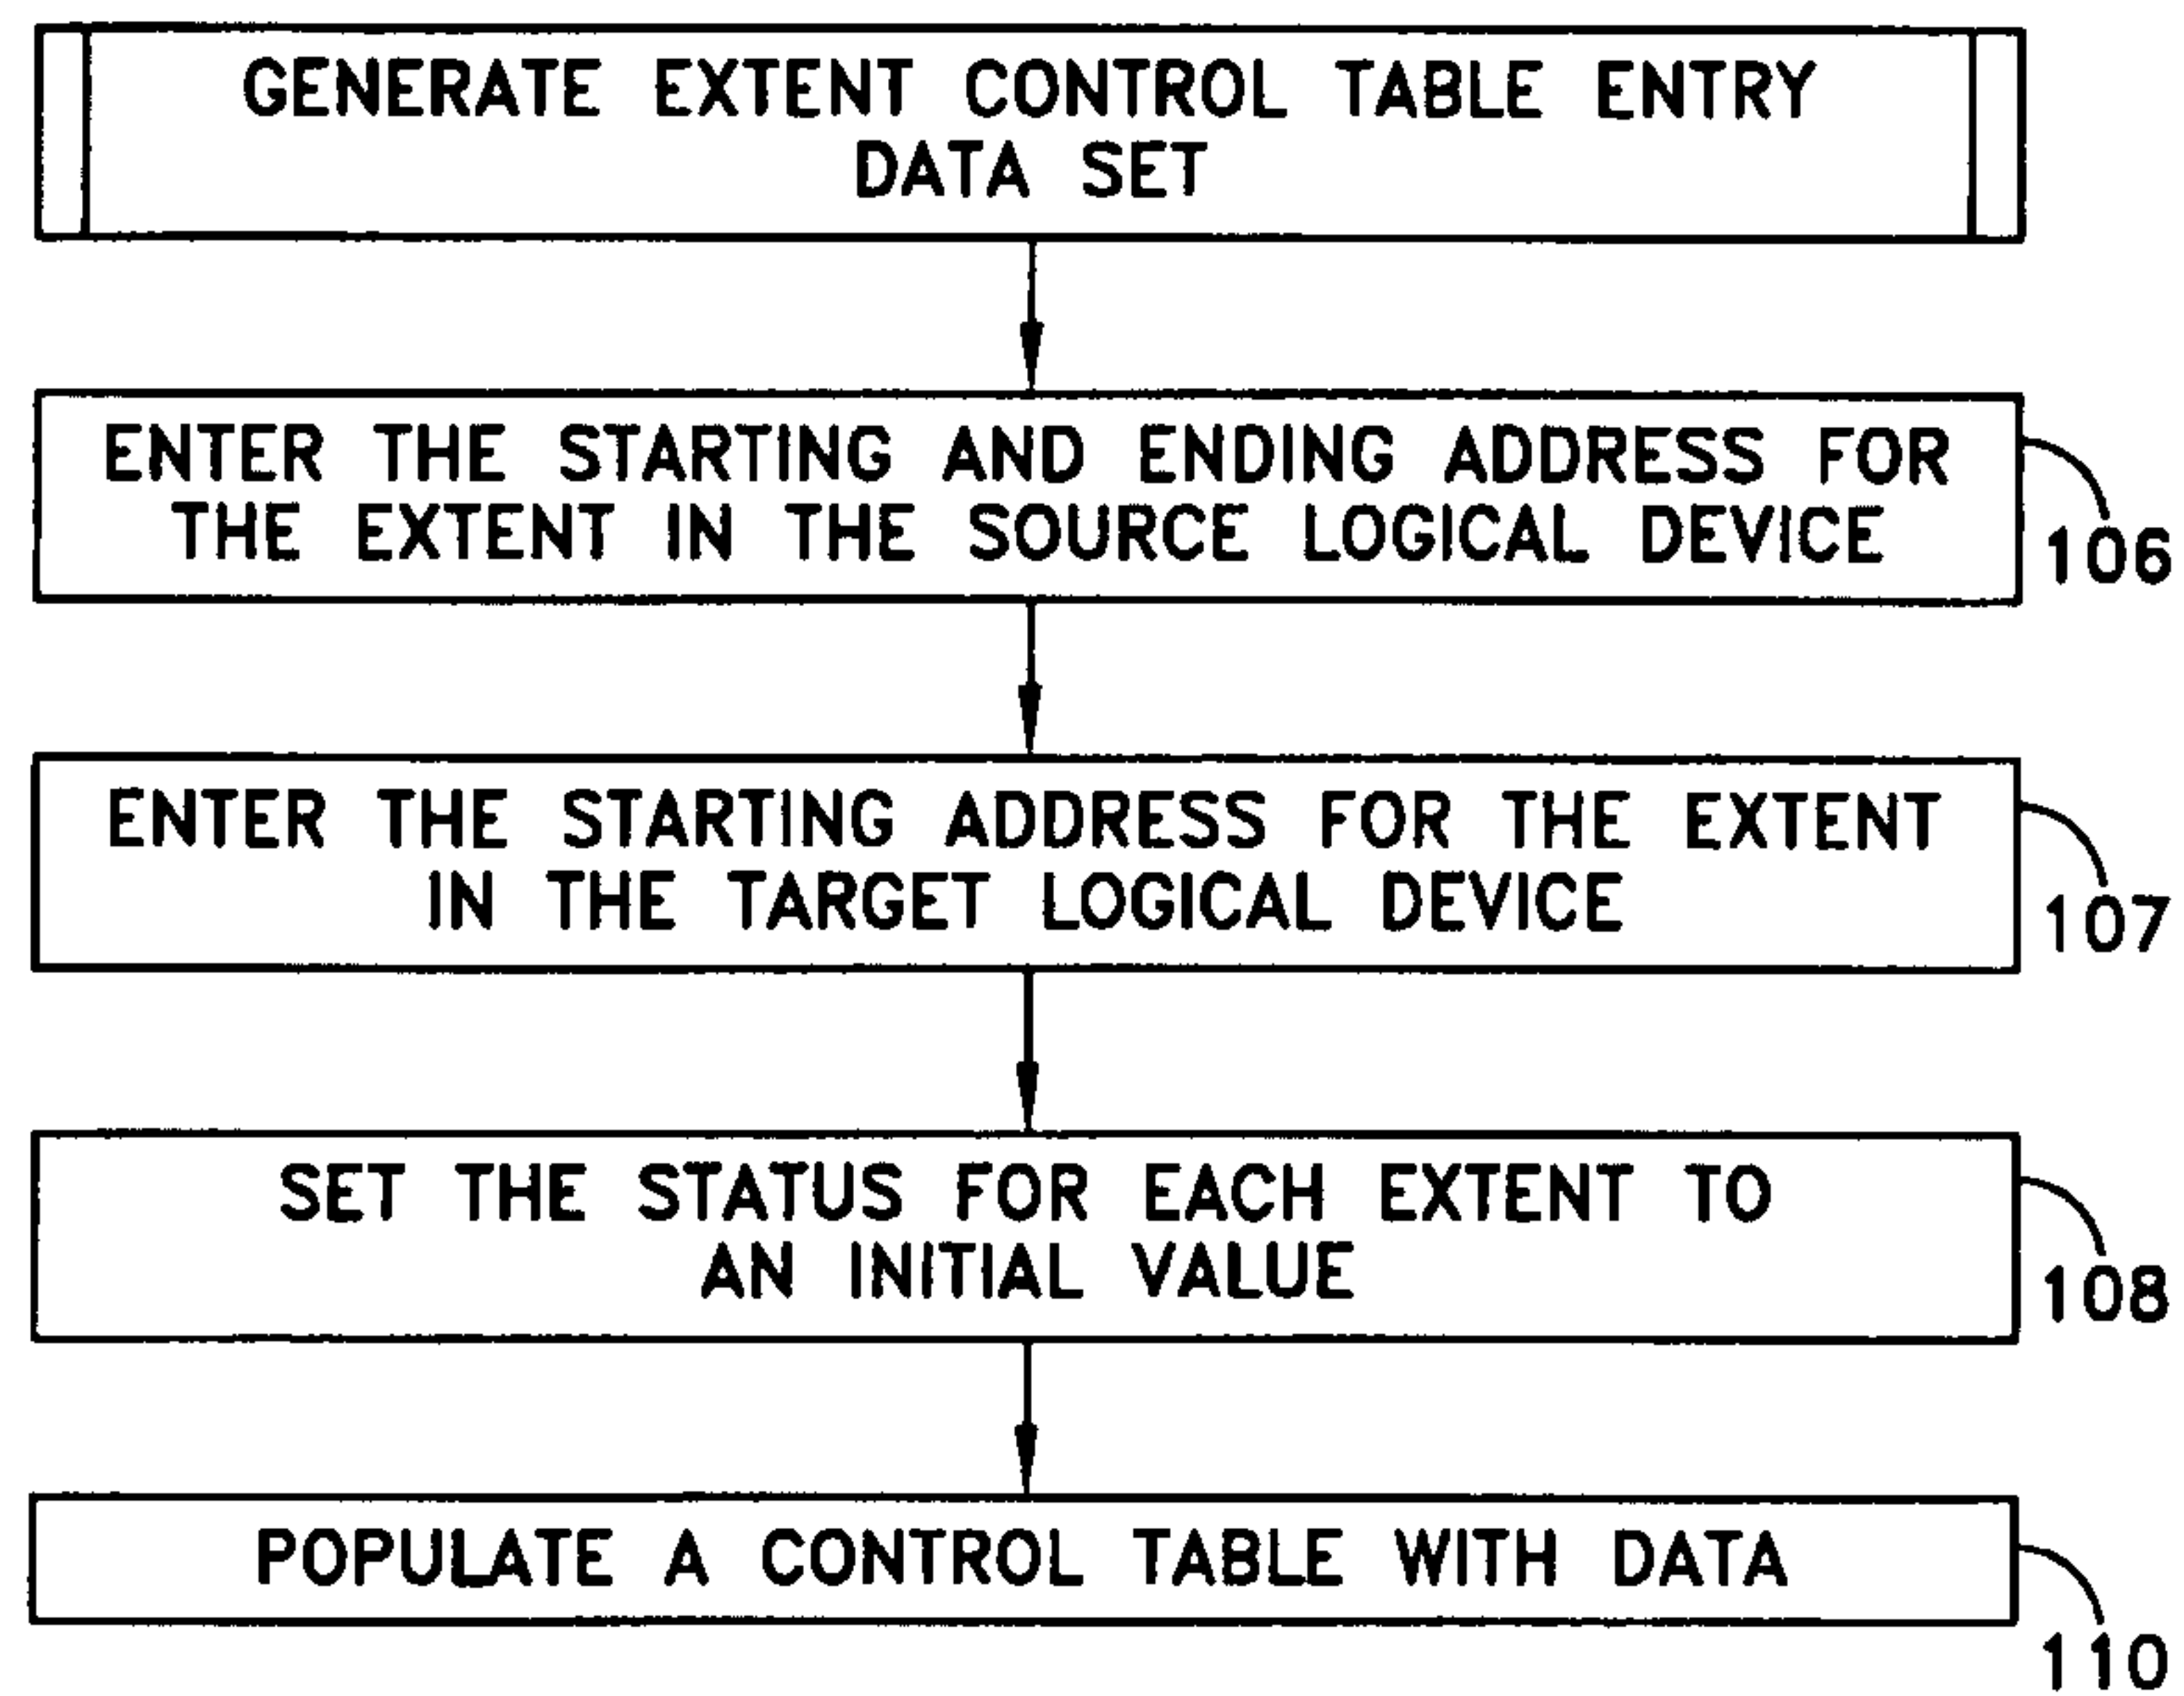 GENERATE EXTENT CONTROL TABLE ENTRY
DATA SET
ENTER THE STARTING AND ENDING ADDRESS FOR
THE EXTENT IN THE SOURCE LOGICAL DEVICE
106
ENTER THE STARTING ADDRESS FOR THE EXTENT
IN THE TARGET LOGICAL DEVICE
107
SET THE STATUS FOR EACH EXTENT TO
AN INITIAL VALUE
108
POPULATE A CONTROL TABLE WITH DATA
110